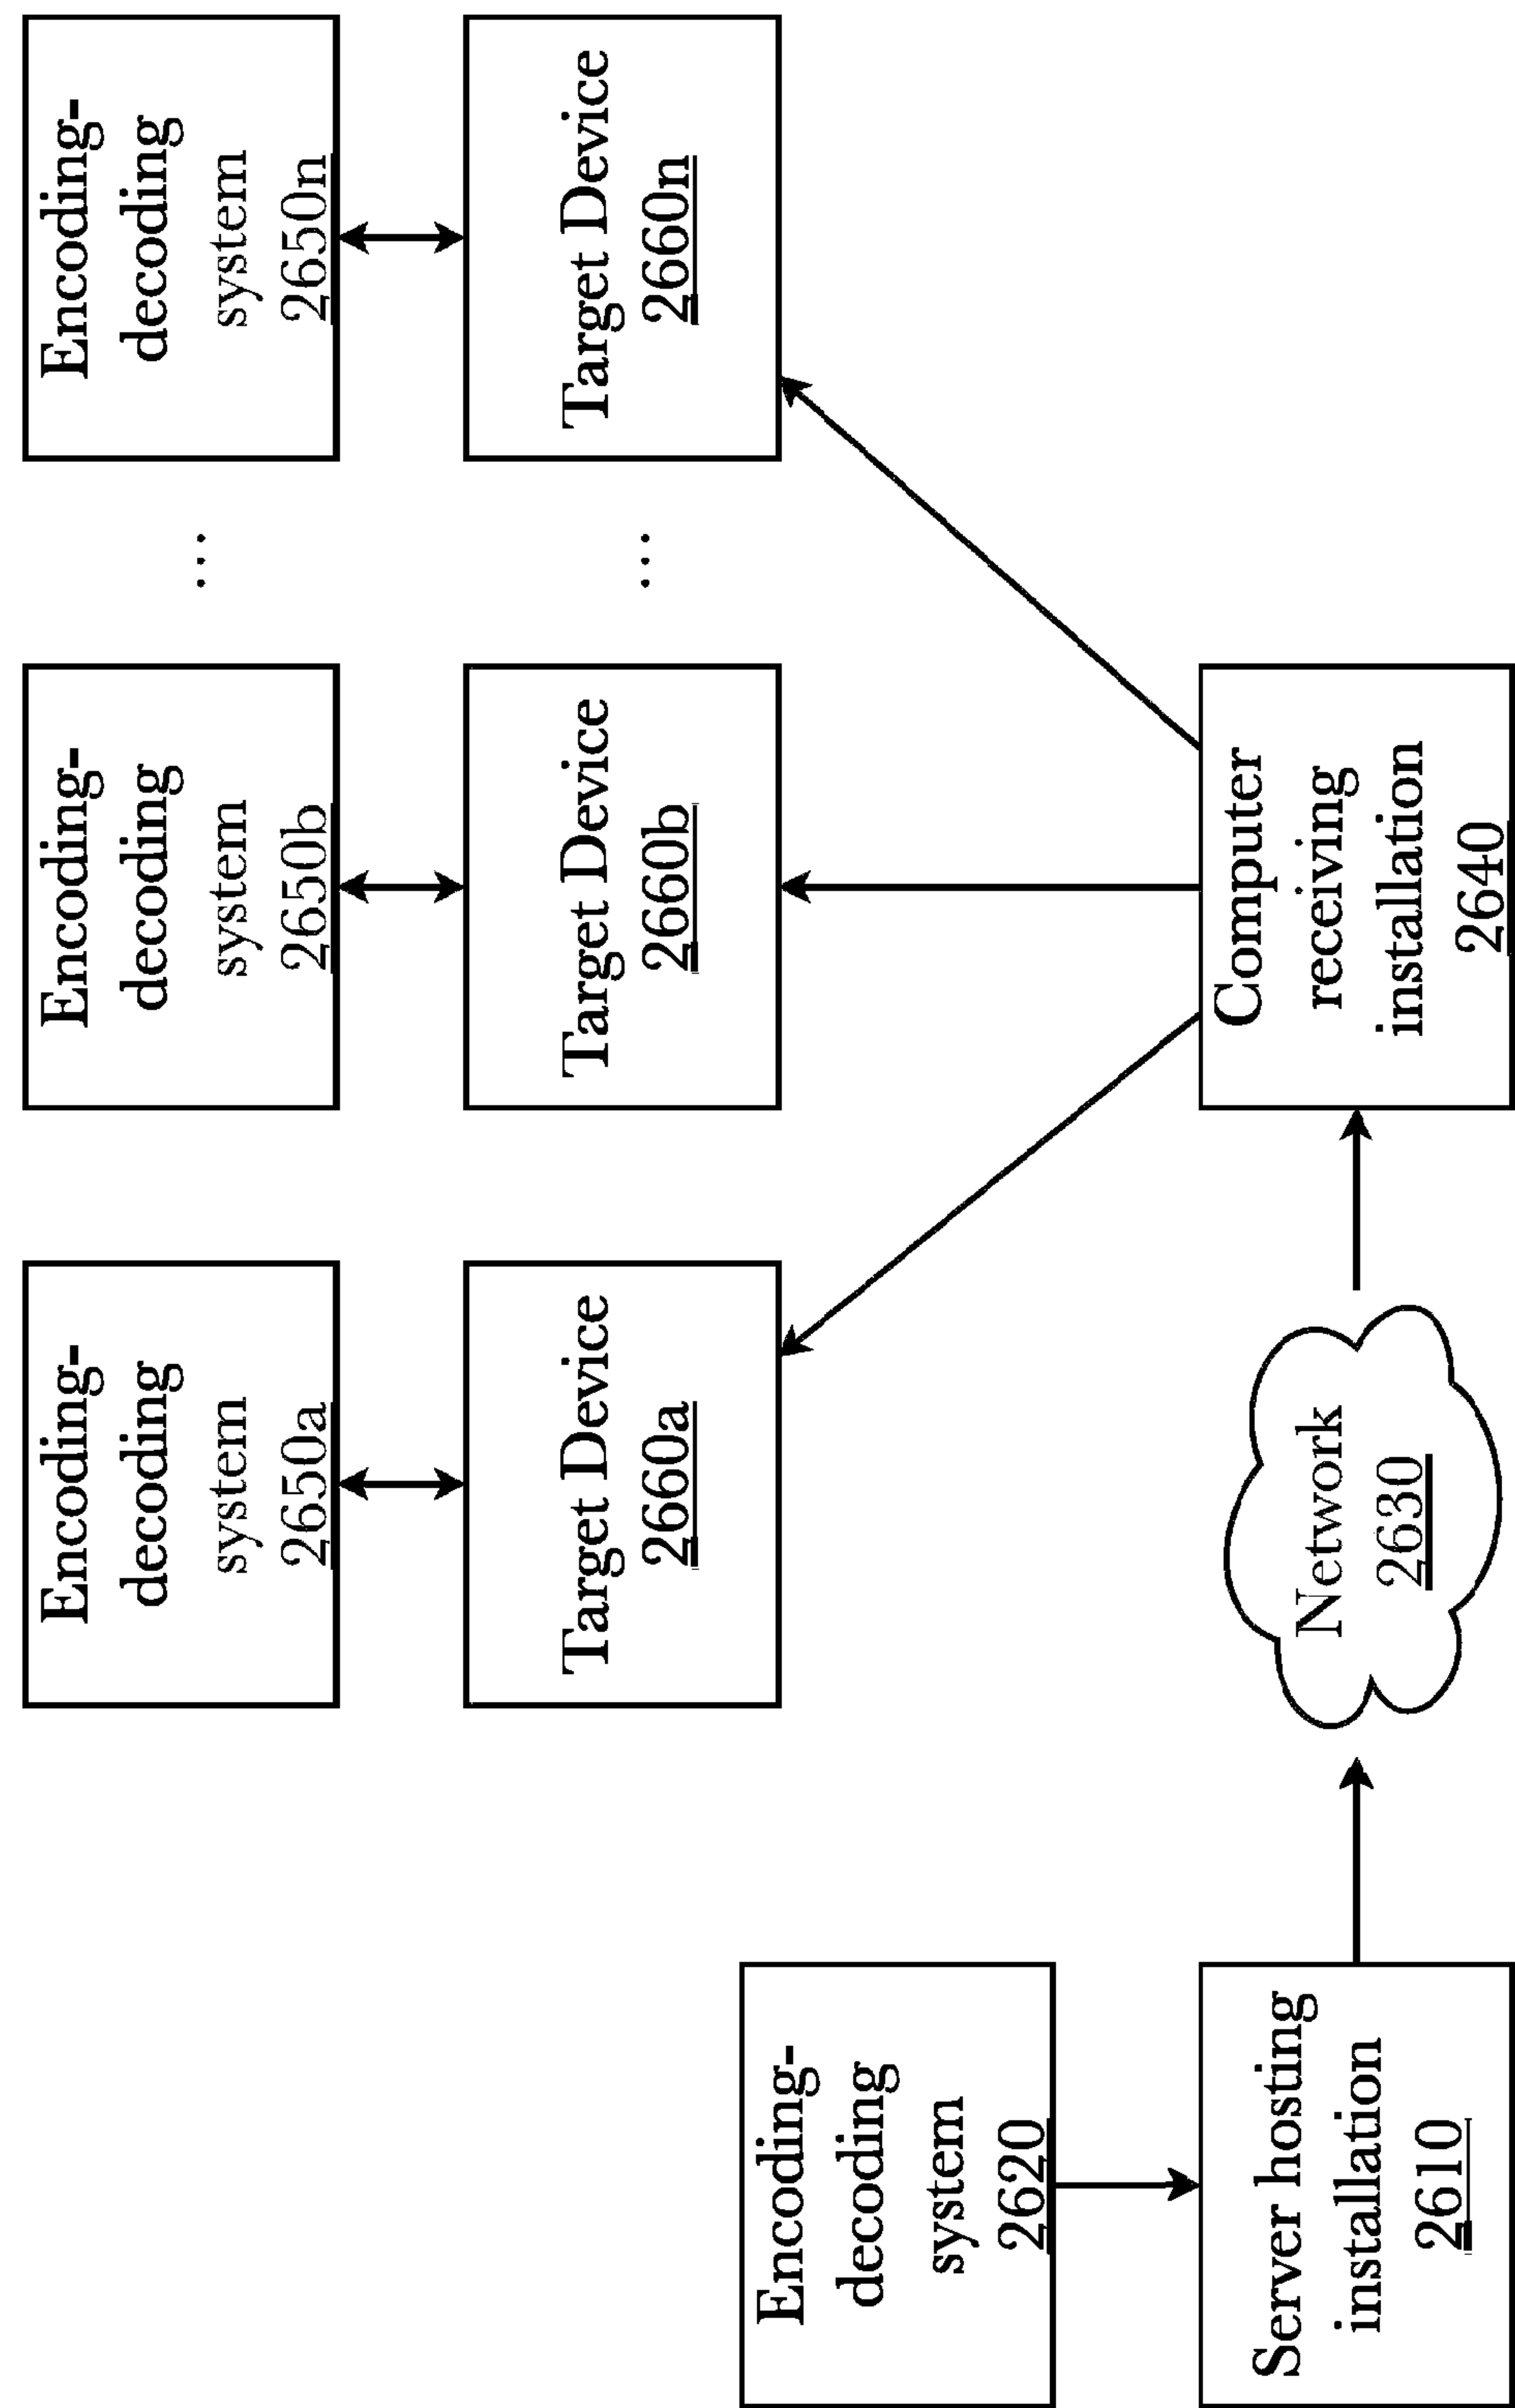 Encoding-
decoding
system
2650a
Encoding-
decoding
system
2650b
...
Encoding-
decoding
system
2650n
Target Device
2660a
Target Device
2660b
...
Target Device
2660n
Encoding-
decoding
system
2620
Server hosting
installation
2610
Network
2630
Computer
receiving
installation
2640